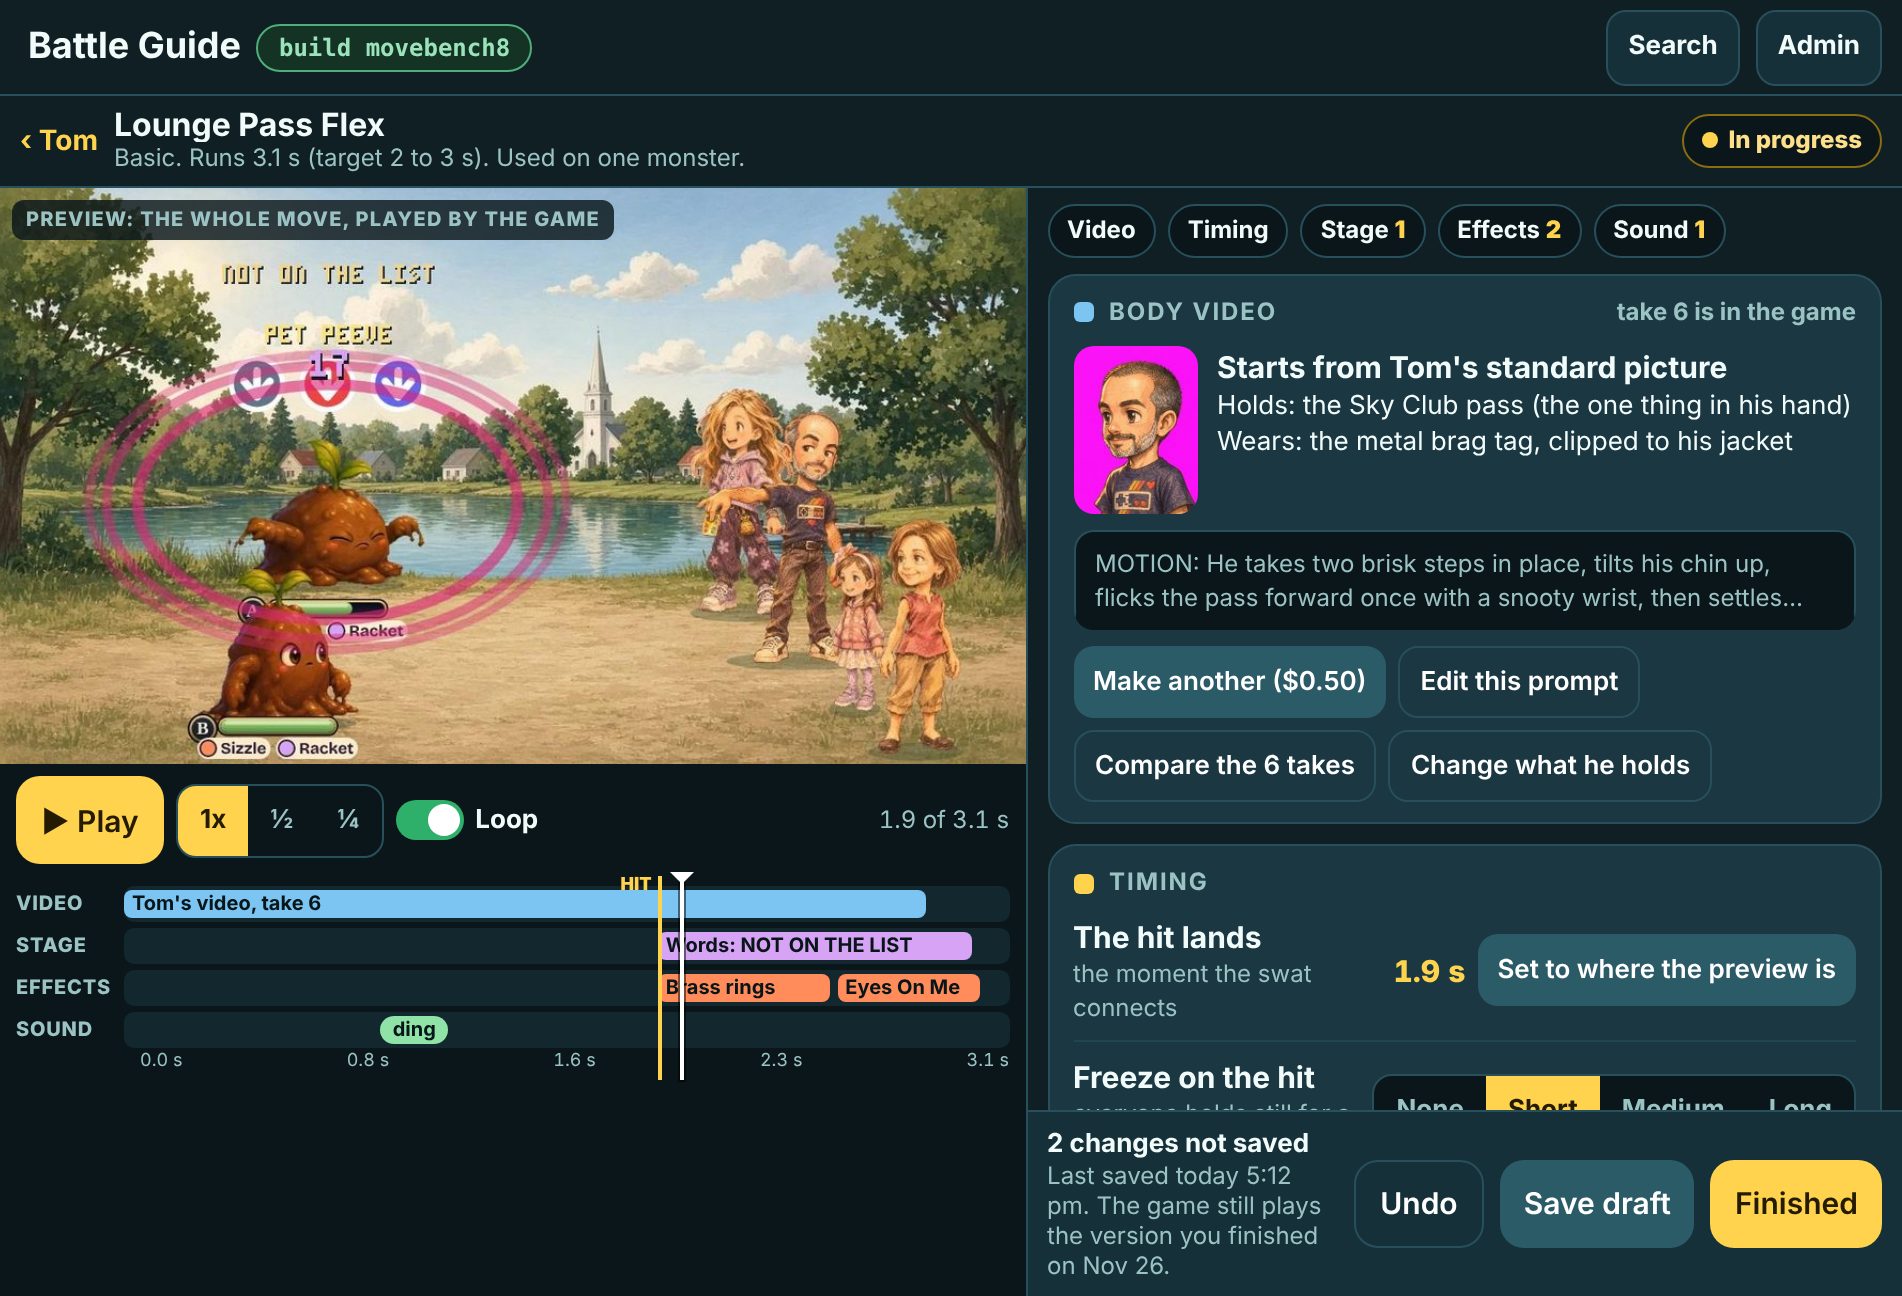 Battle Guide
build movebench8
Search
Admin
‹ Tom
Lounge Pass Flex
Basic. Runs 3.1 s (target 2 to 3 s). Used on one monster.
In progress
PREVIEW: THE WHOLE MOVE, PLAYED BY THE GAME
NOT ON THE LIST
PET PEEVE
17
A
Racket
B
Sizzle
Racket
Play
1x
½
¼
Loop
1.9 of 3.1 s
HIT
VIDEO
Tom's video, take 6
STAGE
Words: NOT ON THE LIST
EFFECTS
Brass rings
Eyes On Me
SOUND
ding
0.0 s
0.8 s
1.6 s
2.3 s
3.1 s
Video
Timing
Stage 1
Effects 2
Sound 1
BODY VIDEO
take 6 is in the game
Starts from Tom's standard picture
Holds: the Sky Club pass (the one thing in his hand)
Wears: the metal brag tag, clipped to his jacket
MOTION: He takes two brisk steps in place, tilts his chin up,
flicks the pass forward once with a snooty wrist, then settles...
Make another ($0.50)
Edit this prompt
Compare the 6 takes
Change what he holds
TIMING
The hit lands
the moment the swat
connects
1.9 s
Set to where the preview is
Freeze on the hit
everyone holds still for a
None
Short
Medium
Long
2 changes not saved
Last saved today 5:12
pm. The game still plays
the version you finished
on Nov 26.
Undo
Save draft
Finished